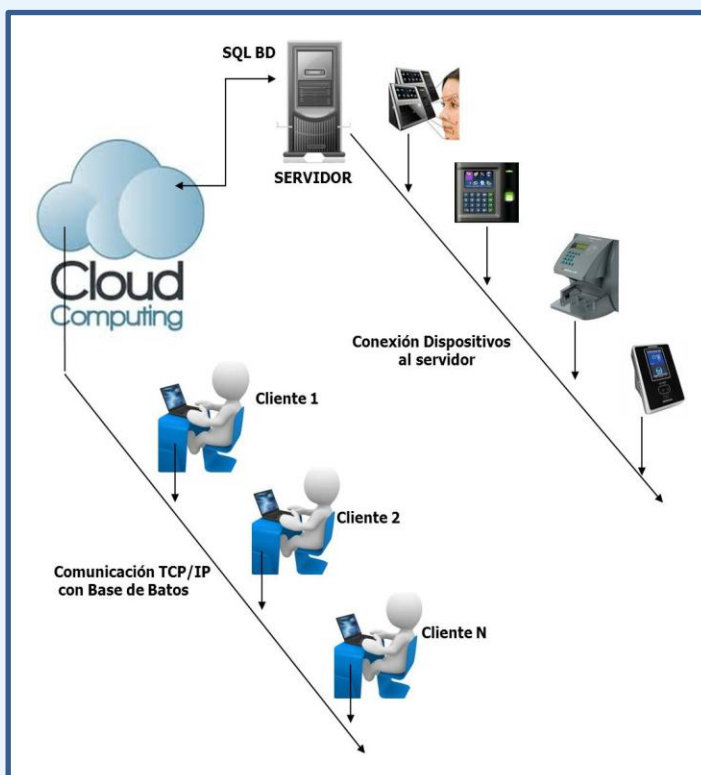 SQL BD
SERVIDOR
Cloud
Computing
Conexión Dispositivos
al servidor
Cliente 1
Cliente 2
Comunicación TCP/IP
con Base de Batos
Cliente N